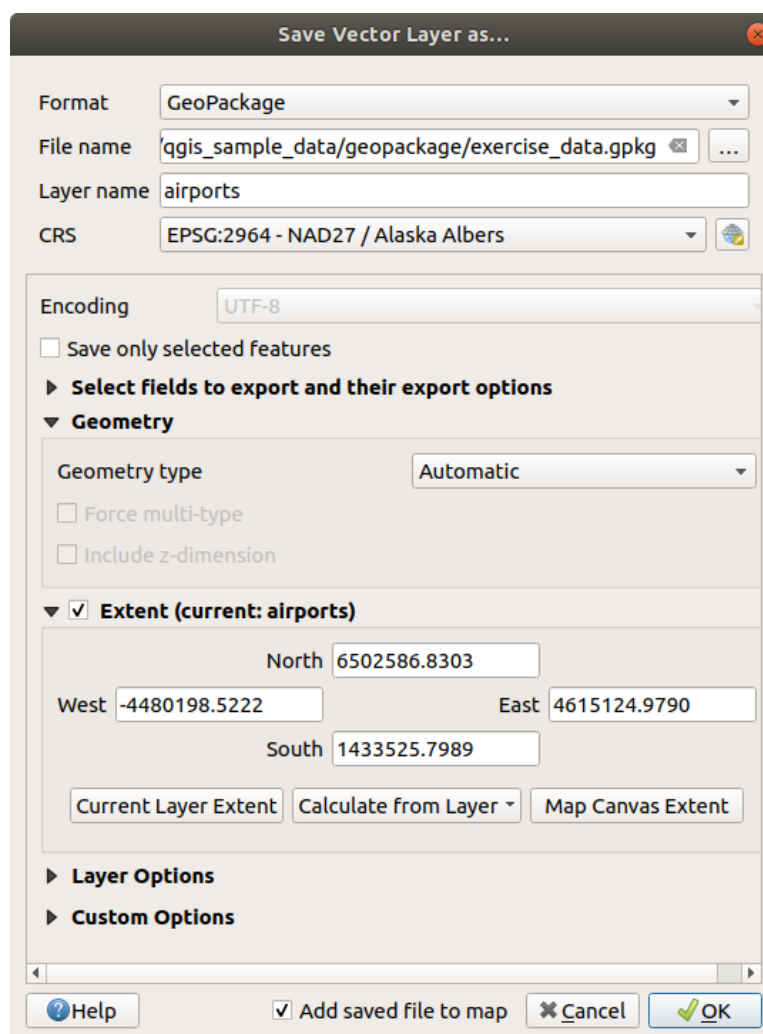 Save Vector Layer as...
Format GeoPackage
File name /qgis_sample_data/geopackage/exercise_data.gpkg ...
Layer name airports
CRS EPSG:2964 - NAD27 / Alaska Albers
Encoding UTF-8
Save only selected features
Select fields to export and their export options
Geometry
Geometry type Automatic
Force multi-type
Include z-dimension
Extent (current: airports)
North 6502586.8303
West -4480198.5222 East 4615124.9790
South 1433525.7989
Current Layer Extent Calculate from Layer Map Canvas Extent
Layer Options
Custom Options
Help Add saved file to map Cancel OK